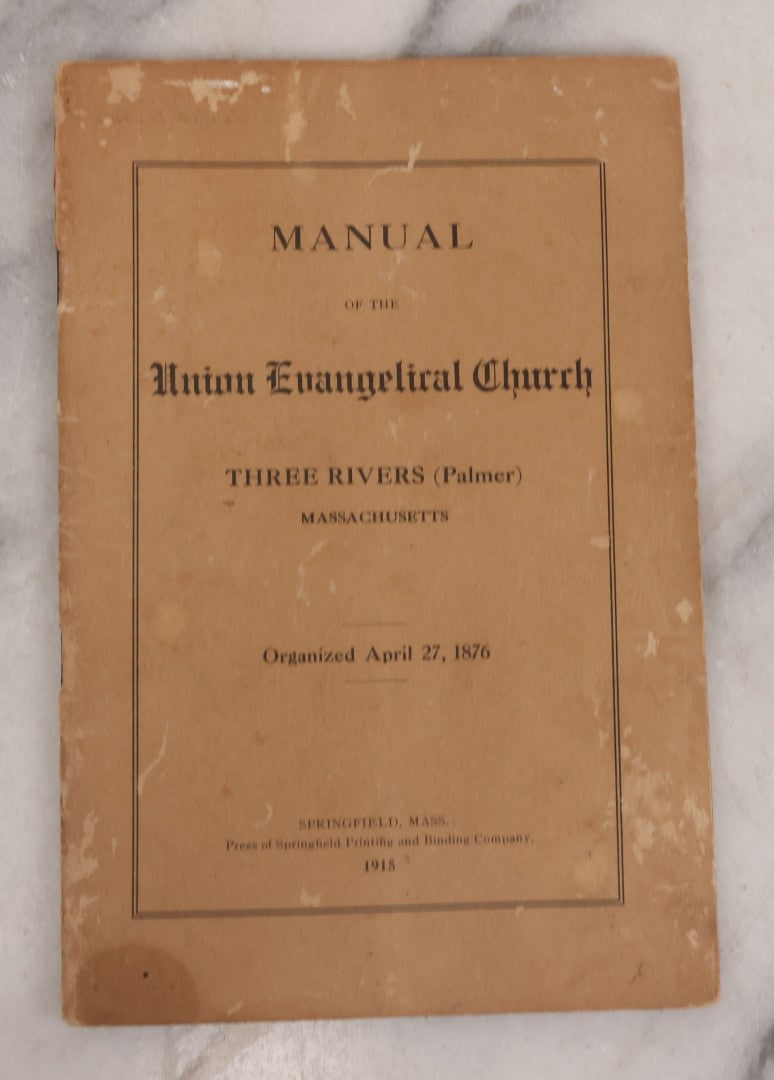 MANUAL
OF THE
Union Evangelical Church
THREE RIVERS (Palmer)
MASSACHUSETTS
Organized April 27, 1876
SPRINGFIELD, MASS.:
Press of Springfield Printing and Binding Company.
1915